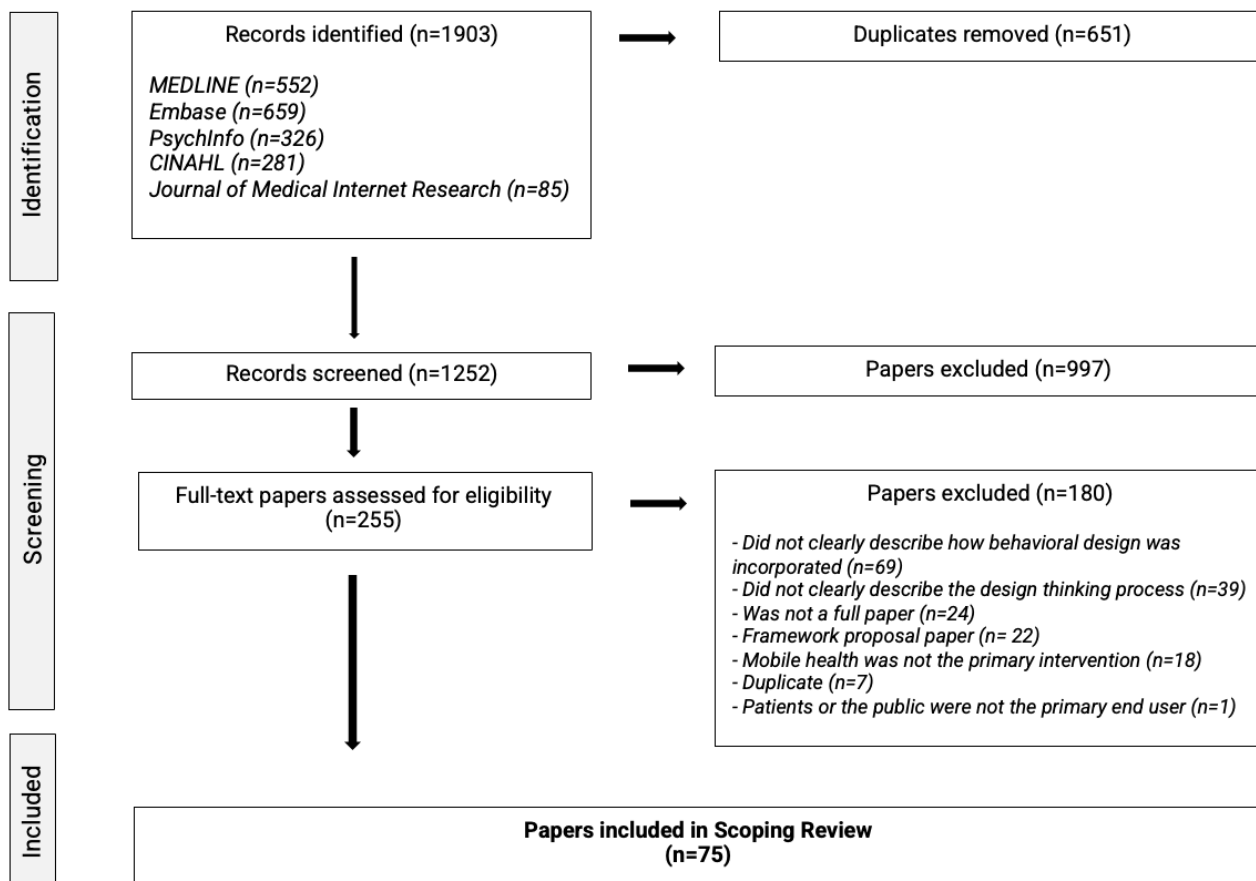 Identification
Records identified (n=1903)
MEDLINE (n=552)
Embase (n=659)
PsychInfo (n=326)
CINAHL (n=281)
Journal of Medical Internet Research (n=85)
Duplicates removed (n=651)
Screening
Records screened (n=1252)
Papers excluded (n=997)
Full-text papers assessed for eligibility
(n=255)
Papers excluded (n=180)
- Did not clearly describe how behavioral design was
incorporated (n=69)
- Did not clearly describe the design thinking process (n=39)
- Was not a full paper (n=24)
- Framework proposal paper (n= 22)
- Mobile health was not the primary intervention (n=18)
- Duplicate (n=7)
- Patients or the public were not the primary end user (n=1)
Included
Papers included in Scoping Review
(n=75)